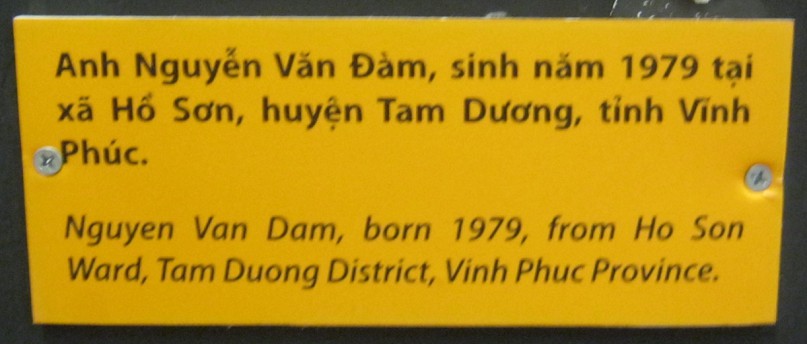 Anh Nguyễn Văn Đàm, sinh năm 1979 tại
xã Hồ Sơn, huyện Tam Dương, tỉnh Vĩnh
Phúc.
Nguyen Van Dam, born 1979, from Ho Son
Ward, Tam Duong District, Vinh Phuc Province.